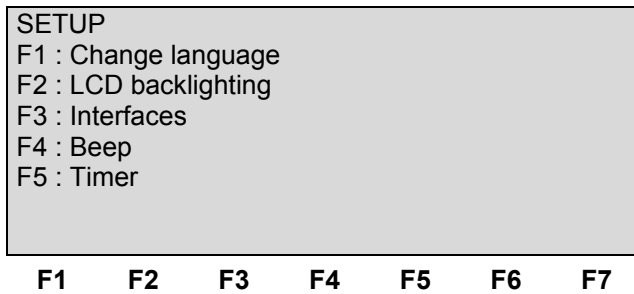 SETUP
F1 : Change language
F2 : LCD backlighting
F3 : Interfaces
F4 : Beep
F5 : Timer
F1 F2 F3 F4 F5 F6 F7